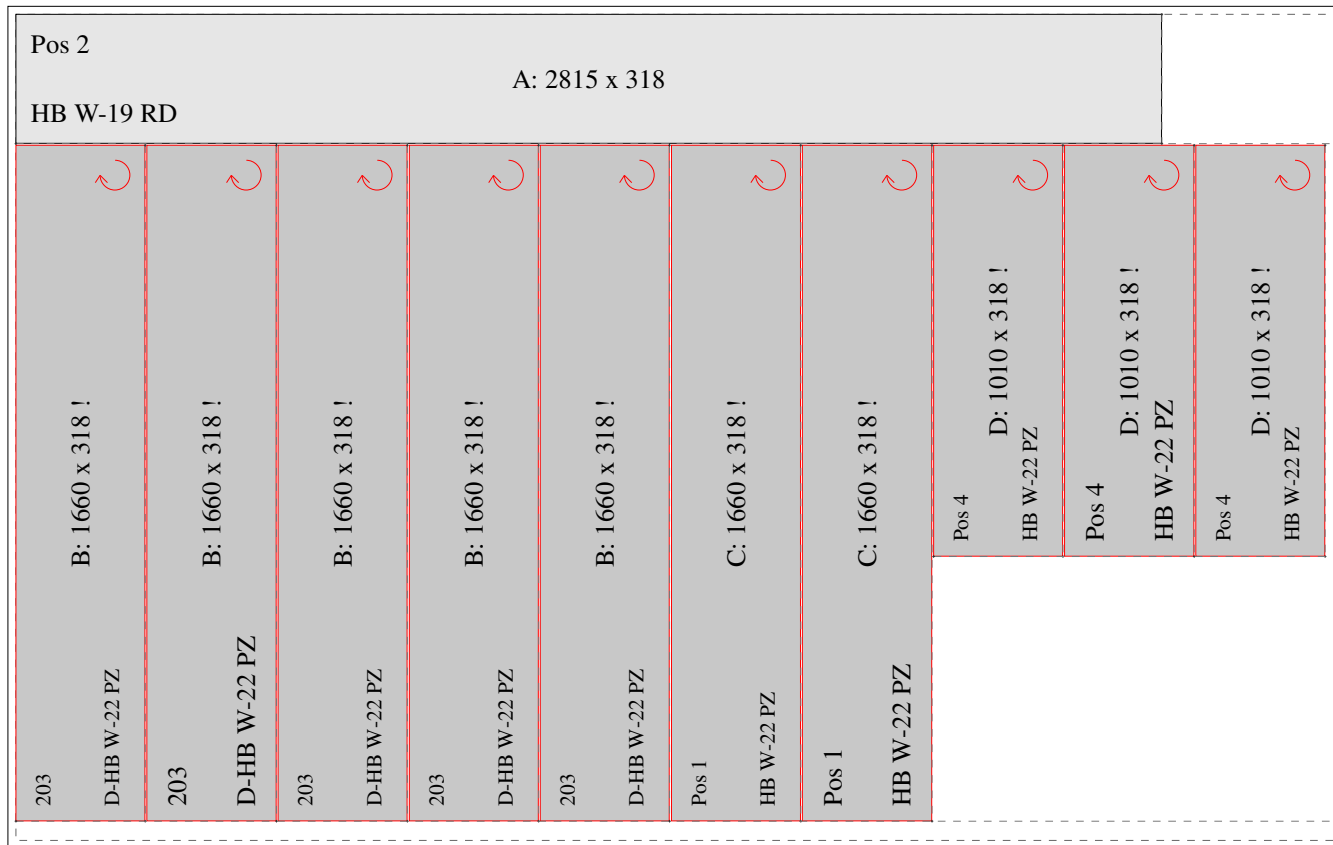 Pos 2
A: 2815 x 318
HB W-19 RD
B: 1660 x 318 !
203
D-HB W-22 PZ
B: 1660 x 318 !
203
D-HB W-22 PZ
B: 1660 x 318 !
203
D-HB W-22 PZ
B: 1660 x 318 !
203
D-HB W-22 PZ
B: 1660 x 318 !
203
D-HB W-22 PZ
C: 1660 x 318 !
Pos 1
HB W-22 PZ
C: 1660 x 318 !
Pos 1
HB W-22 PZ
D: 1010 x 318 !
Pos 4
HB W-22 PZ
D: 1010 x 318 !
Pos 4
HB W-22 PZ
D: 1010 x 318 !
Pos 4
HB W-22 PZ